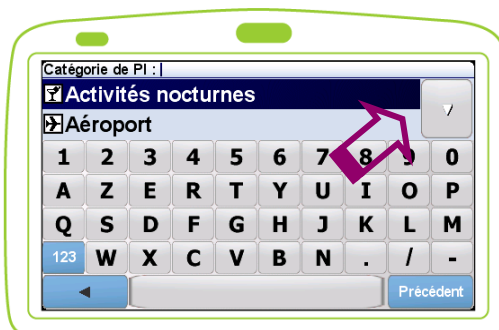 Catégorie de PI :
Activités nocturnes
Aéroport
1 2 3 4 5 6 7 8 9 0
A Z E R T Y U I O P
Q S D F G H J K L M
123 W X C V B N . / -
Précédent